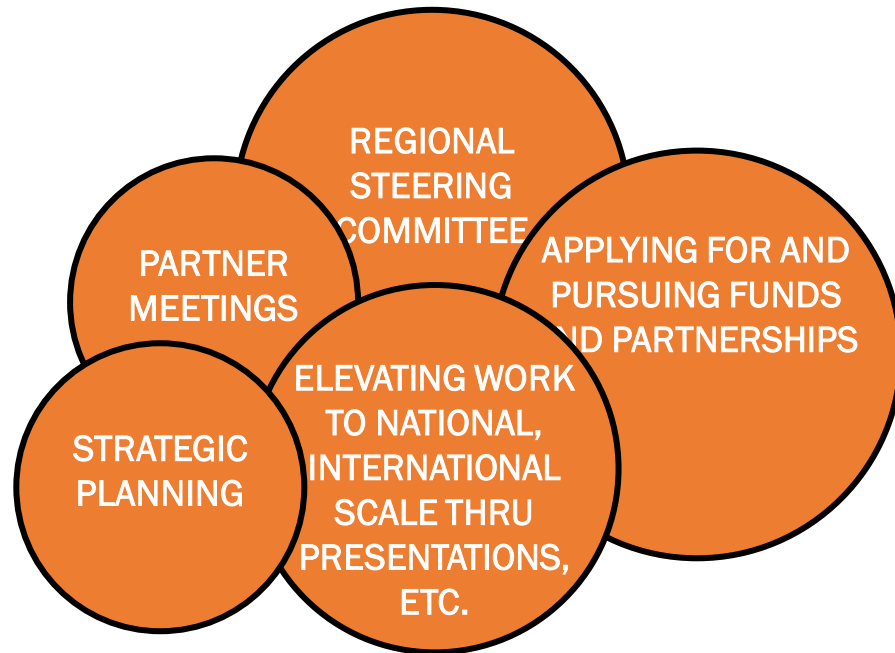 REGIONAL
STEERING
COMMITTEE
PARTNER
MEETINGS
APPLYING FOR AND
PURSUING FUNDS
AND PARTNERSHIPS
ELEVATING WORK
TO NATIONAL,
INTERNATIONAL
SCALE THRU
PRESENTATIONS,
ETC.
STRATEGIC
PLANNING